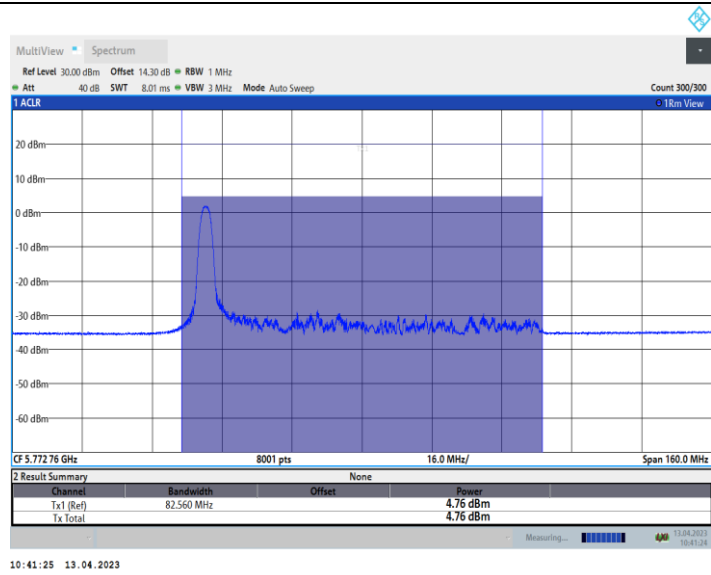 MultiView Spectrum
Ref Level 30.00 dBm Offset 14.30 dB RBW 1 MHz
Att 40 dB SWT 8.01 ms VBW 3 MHz Mode Auto Sweep Count 300/300
1 ACLR 1Rm View
20 dBm
10 dBm
0 dBm
-10 dBm
-20 dBm
-30 dBm
-40 dBm
-50 dBm
-60 dBm
CF 5.772 76 GHz 8001 pts 16.0 MHz/ Span 160.0 MHz
2 Result Summary None
Channel Bandwidth Offset Power
Tx1 (Ref) 82.560 MHz 4.76 dBm
Tx Total 4.76 dBm
Measuring... 13.04.2023
10:41:24
10:41:25 13.04.2023